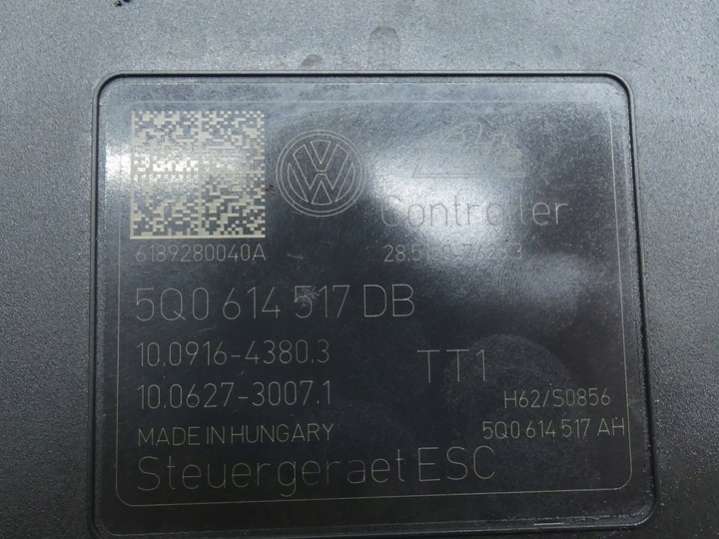 Controller
6189280040A
5Q0 614 517 DB
10.0916-4380.3
TT1
10.0627-3007.1
H62/S0856
MADE IN HUNGARY
5Q0 614 517 AH
Steuergeraet ESC